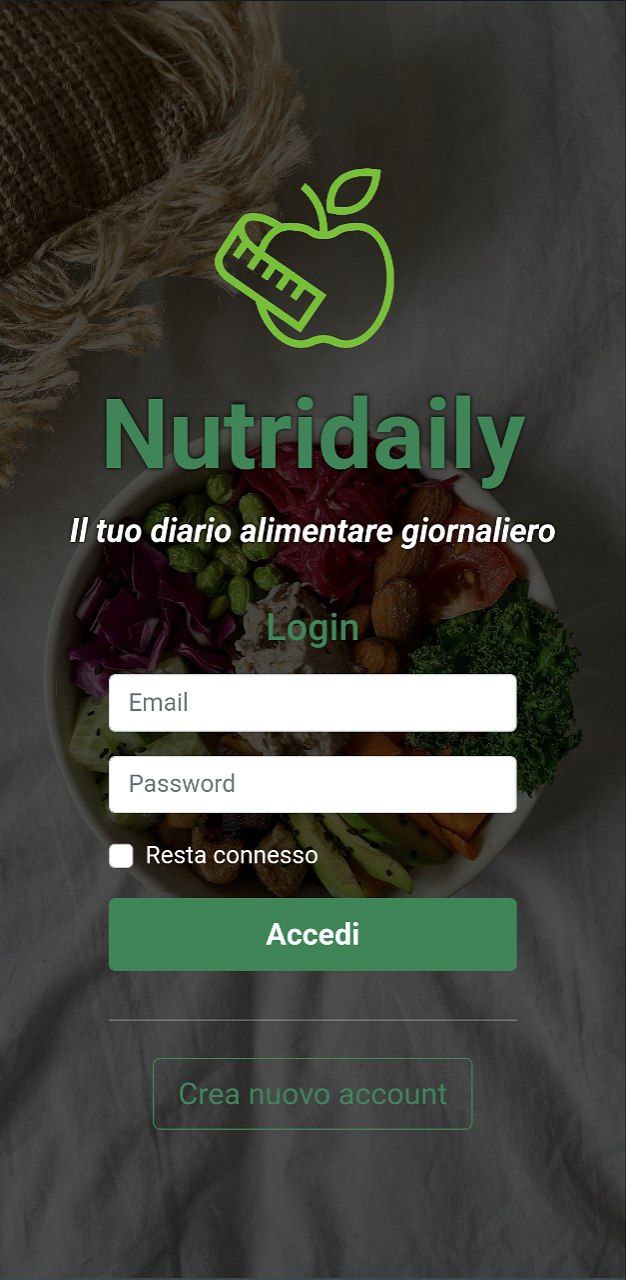 Nutridaily
Il tuo diario alimentare giornaliero
Login
Email
Password
Resta connesso
Accedi
Crea nuovo account